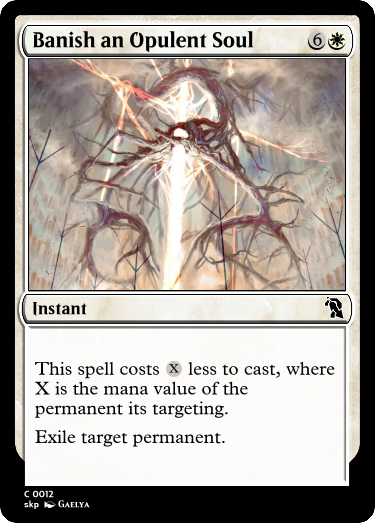 Banish an Opulent Soul 6
Instant
This spell costs X less to cast, where
X is the mana value of the
permanent its targeting.
Exile target permanent.
C 0012
skp GAELYA